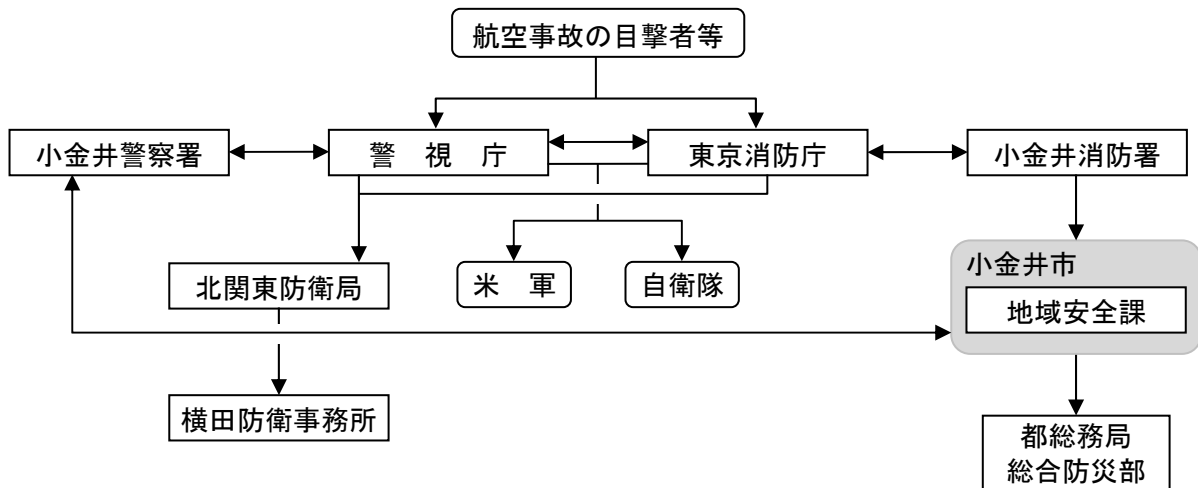 航空事故の目撃者等
小金井警察署
警 視 庁
東京消防庁
小金井消防署
小金井市
地域安全課
北関東防衛局
米 軍
自衛隊
横田防衛事務所
都総務局
総合防災部